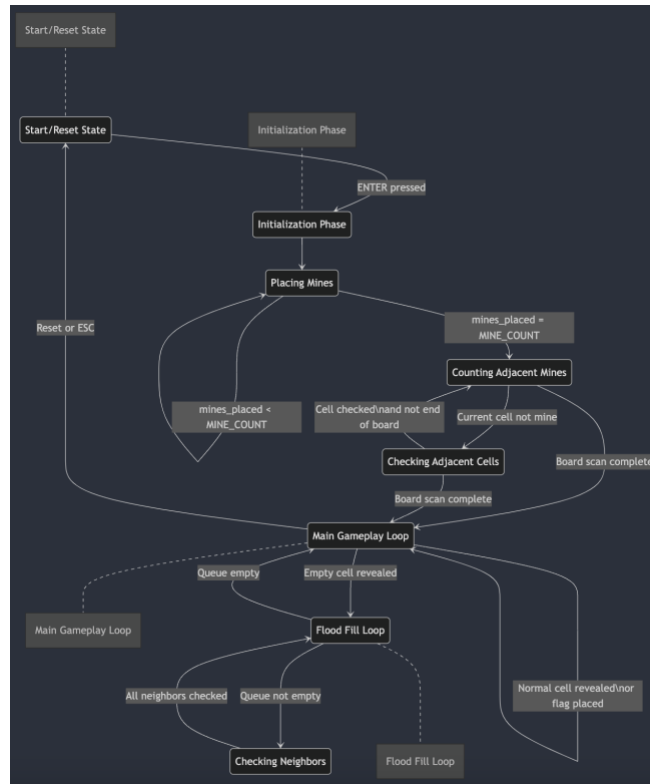 Start/Reset State
Start/Reset State
Initialization Phase
ENTER pressed
Initialization Phase
Placing Mines
Reset or ESC
mines_placed =
MINE_COUNT
Counting Adjacent Mines
mines_placed <
MINE_COUNT
Cell checked\nand not end
of board
Current cell not mine
Checking Adjacent Cells
Board scan complete
Board scan complete
Main Gameplay Loop
Queue empty
Empty cell revealed
Main Gameplay Loop
Flood Fill Loop
All neighbors checked
Queue not empty
Normal cell revealed\nor
flag placed
Checking Neighbors
Flood Fill Loop